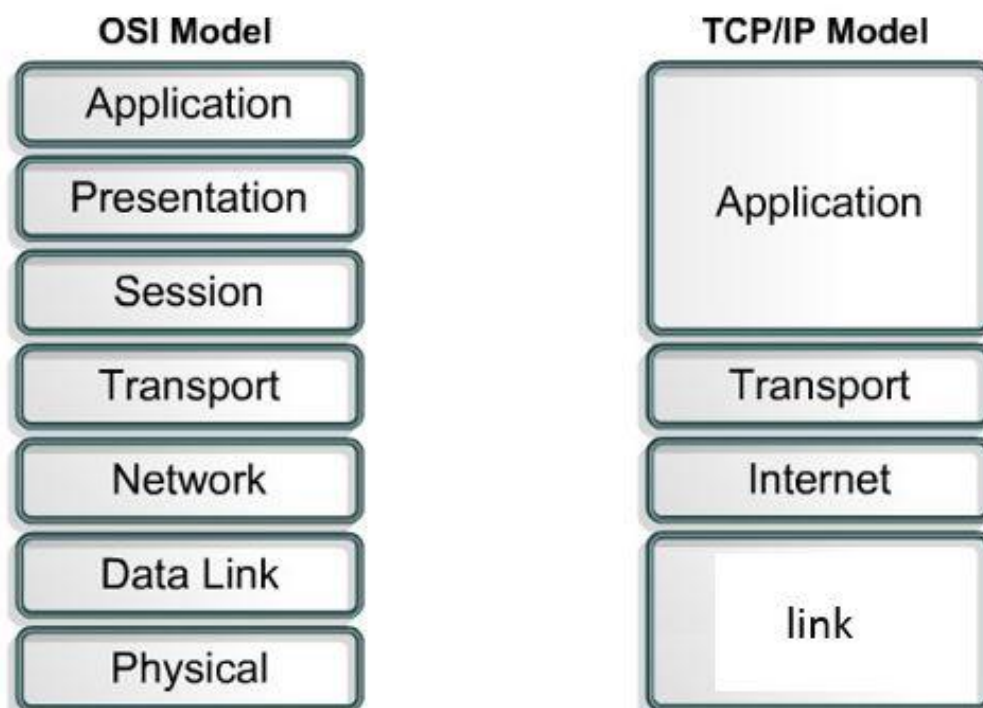 OSI Model
Application
Presentation
Session
Transport
Network
Data Link
Physical
TCP/IP Model
Application
Transport
Internet
link